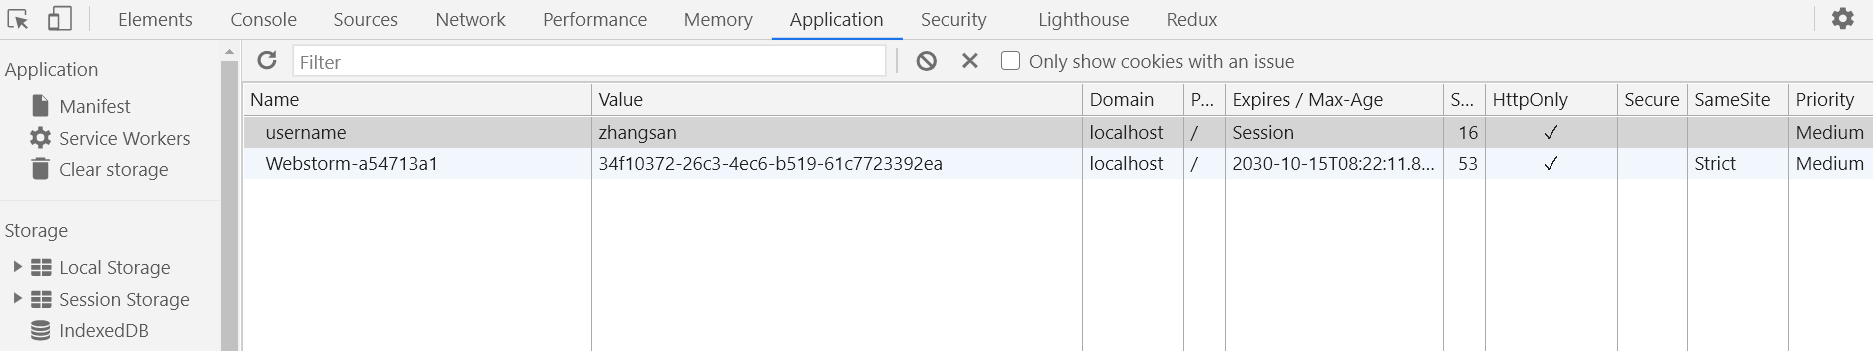 Elements Console Sources Network Performance Memory Application Security Lighthouse Redux
Filter Only show cookies with an issue
Application
Manifest
Service Workers
Clear storage
Storage
Local Storage
Session Storage
IndexedDB
Name Value Domain P... Expires / Max-Age S... HttpOnly Secure SameSite Priority
username zhangsan localhost / Session 16 ✓ Medium
Webstorm-a54713a1 34f10372-26c3-4ec6-b519-61c7723392ea localhost / 2030-10-15T08:22:11.8... 53 ✓ Strict Medium